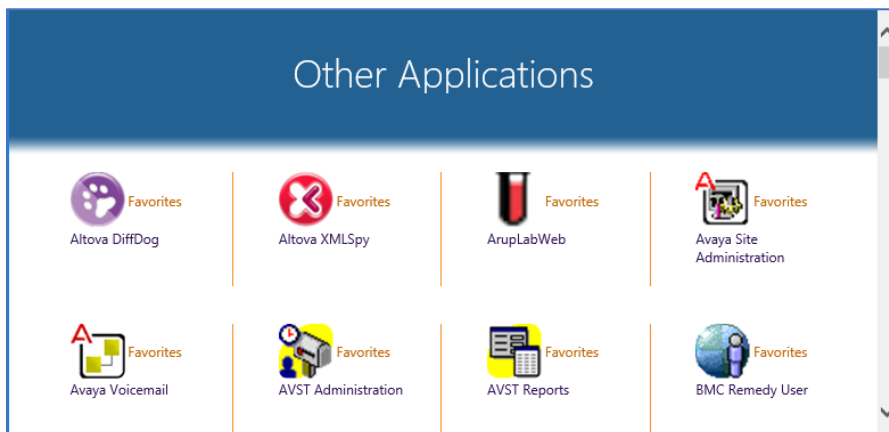 Other Applications
Favorites
Altova DiffDog
Favorites
Altova XMLSpy
Favorites
ArupLabWeb
A
Favorites
Avaya Site
Administration
A
Favorites
Avaya Voicemail
Favorites
AVST Administration
Favorites
AVST Reports
Favorites
BMC Remedy User